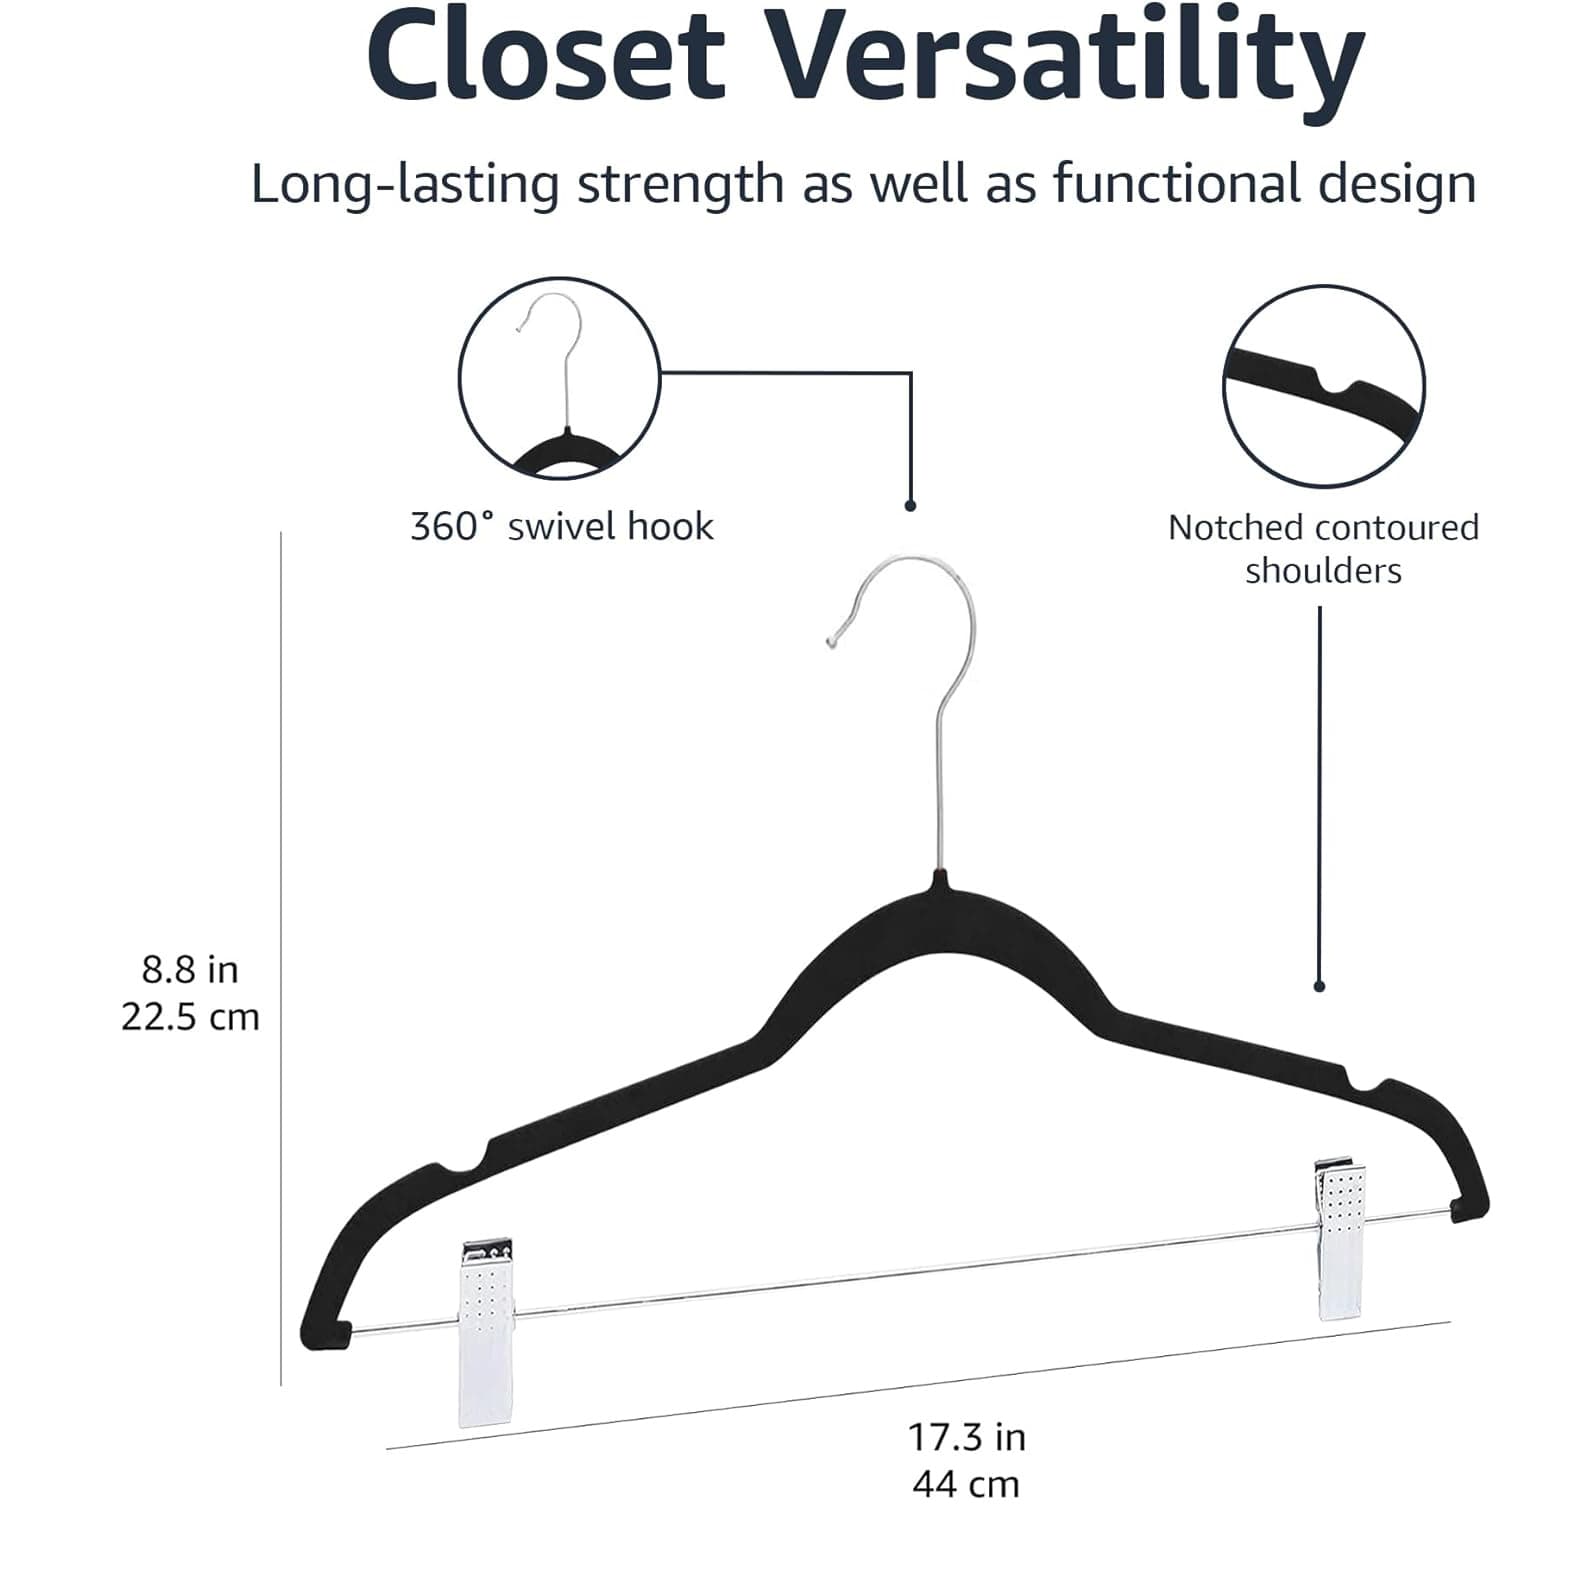 Closet Versatility
Long-lasting strength as well as functional design
360° swivel hook
Notched contoured
shoulders
8.8 in
22.5 cm
17.3 in
44 cm